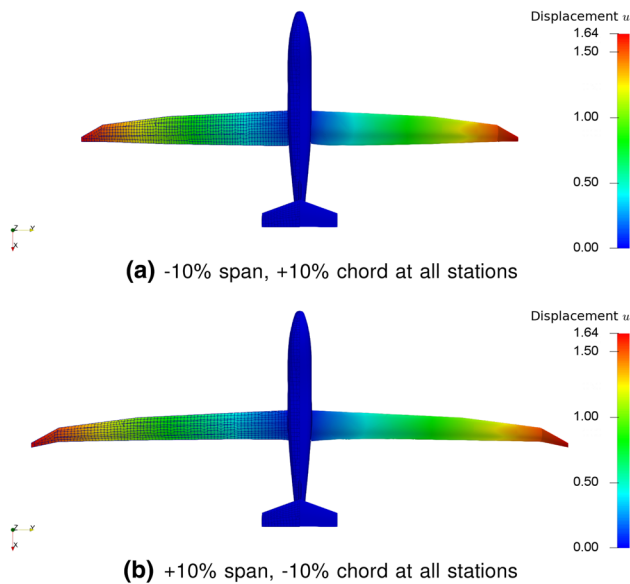 Displacement u
1.64
1.50
1.00
0.50
0.00
Z Y
X
(a) -10% span, +10% chord at all stations
Displacement u
1.64
1.50
1.00
0.50
0.00
Z Y
X
(b) +10% span, -10% chord at all stations